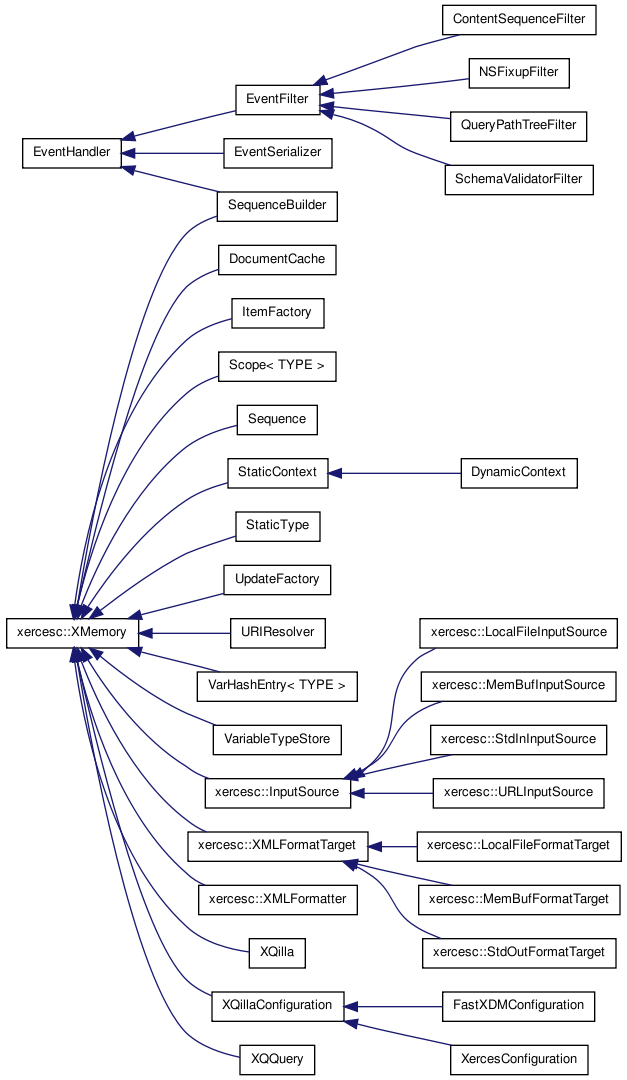 ContentSequenceFilter
NSFixupFilter
EventFilter
QueryPathTreeFilter
EventHandler
EventSerializer
SchemaValidatorFilter
SequenceBuilder
DocumentCache
ItemFactory
Scope< TYPE >
Sequence
StaticContext
DynamicContext
StaticType
UpdateFactory
xercesc::XMemory
URIResolver
xercesc::LocalFileInputSource
VarHashEntry< TYPE >
xercesc::MemBufInputSource
VariableTypeStore
xercesc::StdInInputSource
xercesc::InputSource
xercesc::URLInputSource
xercesc::XMLFormatTarget
xercesc::LocalFileFormatTarget
xercesc::XMLFormatter
xercesc::MemBufFormatTarget
XQilla
xercesc::StdOutFormatTarget
XQillaConfiguration
FastXDMConfiguration
XQQuery
XercesConfiguration